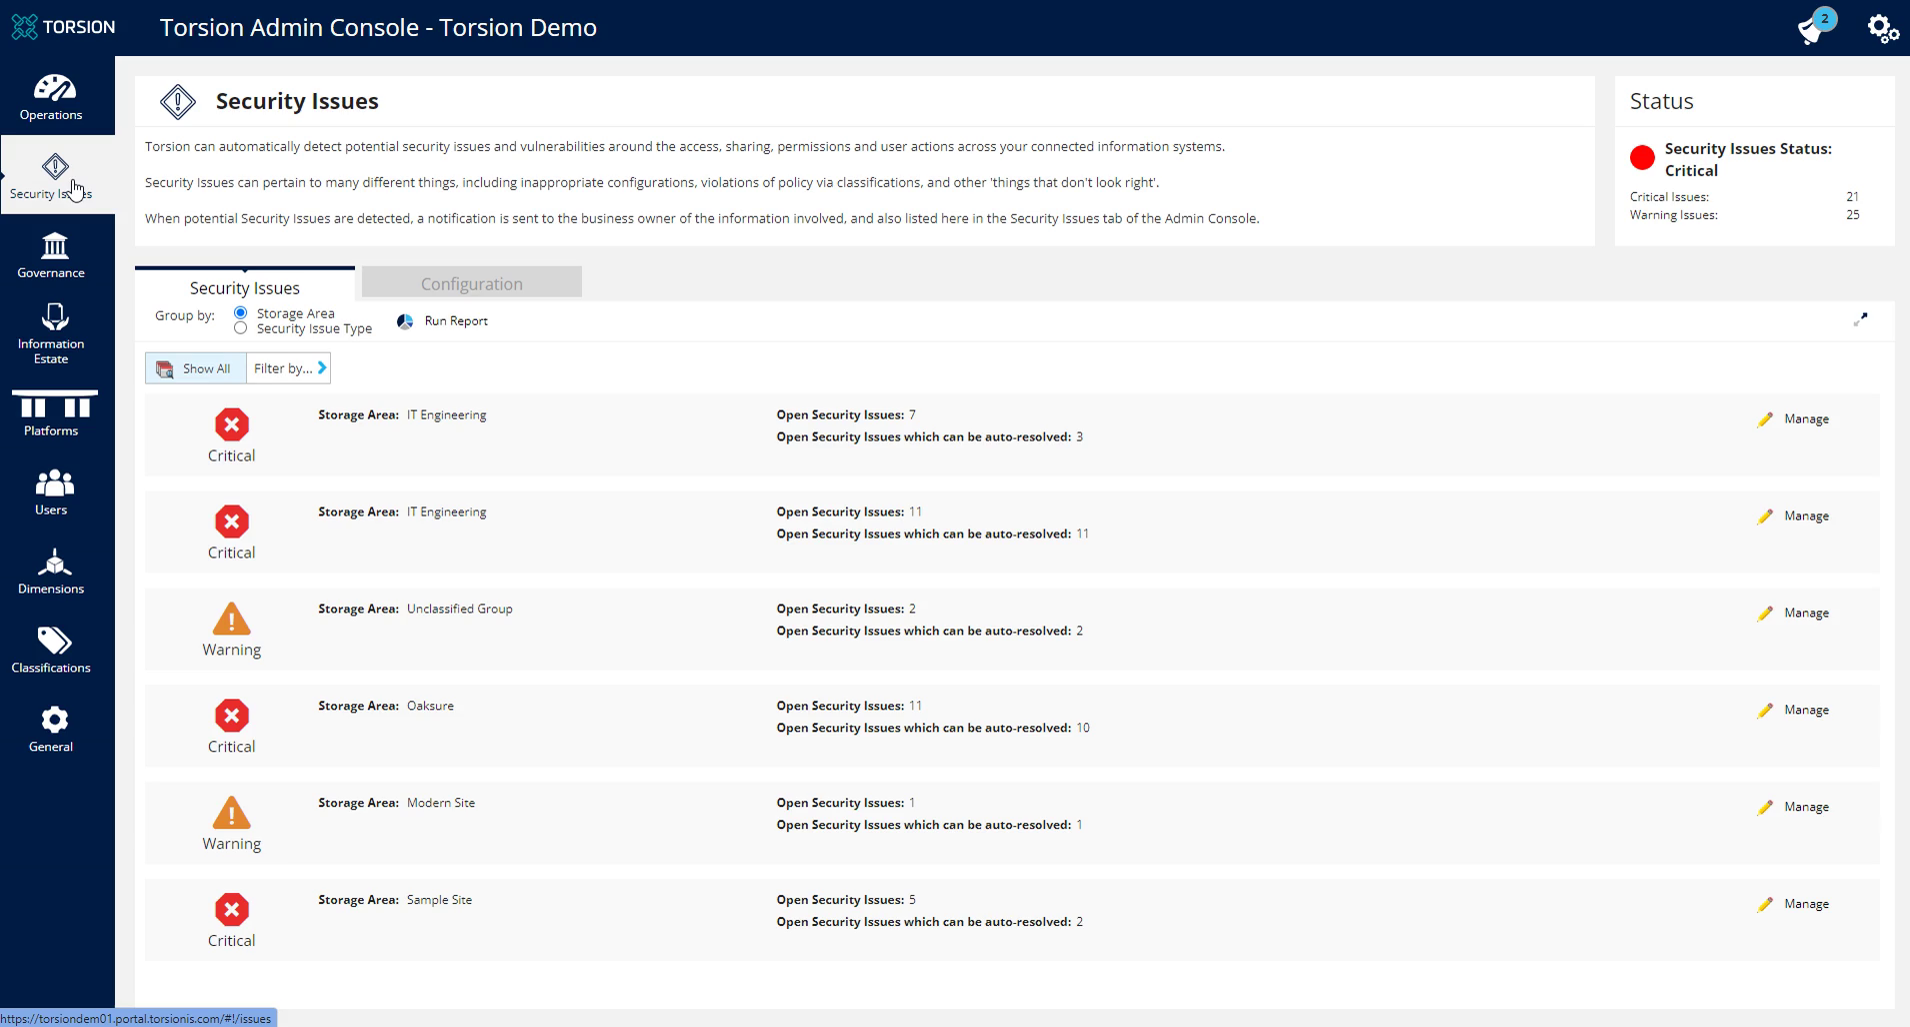 TORSION
Torsion Admin Console - Torsion Demo
2
Operations
Security Issues
Governance
Information
Estate
Platforms
Users
Dimensions
Classifications
General
Security Issues
Torsion can automatically detect potential security issues and vulnerabilities around the access, sharing, permissions and user actions across your connected information systems.
Security Issues can pertain to many different things, including inappropriate configurations, violations of policy via classifications, and other 'things that don't look right'.
When potential Security Issues are detected, a notification is sent to the business owner of the information involved, and also listed here in the Security Issues tab of the Admin Console.
Status
Security Issues Status:
Critical
Critical Issues: 21
Warning Issues: 25
Security Issues
Configuration
Group by:
Storage Area
Security Issue Type
Run Report
Show All
Filter by...
Critical
Storage Area: IT Engineering
Open Security Issues: 7
Open Security Issues which can be auto-resolved: 3
Manage
Critical
Storage Area: IT Engineering
Open Security Issues: 11
Open Security Issues which can be auto-resolved: 11
Manage
Warning
Storage Area: Unclassified Group
Open Security Issues: 2
Open Security Issues which can be auto-resolved: 2
Manage
Critical
Storage Area: Oaksure
Open Security Issues: 11
Open Security Issues which can be auto-resolved: 10
Manage
Warning
Storage Area: Modern Site
Open Security Issues: 1
Open Security Issues which can be auto-resolved: 1
Manage
Critical
Storage Area: Sample Site
Open Security Issues: 5
Open Security Issues which can be auto-resolved: 2
Manage
https://torsiondem01.portal.torsionis.com/#!/issues